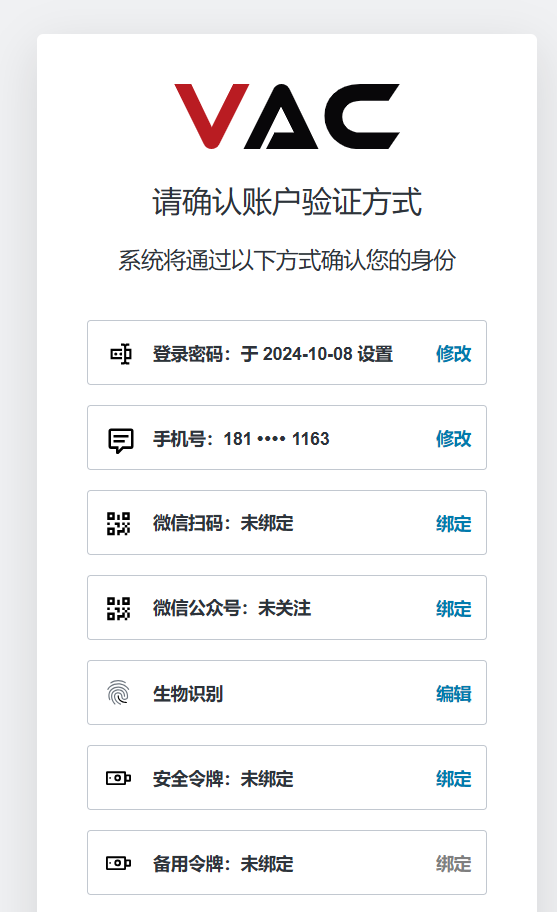 VAC
请确认账户验证方式
系统将通过以下方式确认您的身份
登录密码：于 2024-10-08 设置 修改
手机号：181 •••• 1163 修改
微信扫码：未绑定 绑定
微信公众号：未关注 绑定
生物识别 编辑
安全令牌：未绑定 绑定
备用令牌：未绑定 绑定